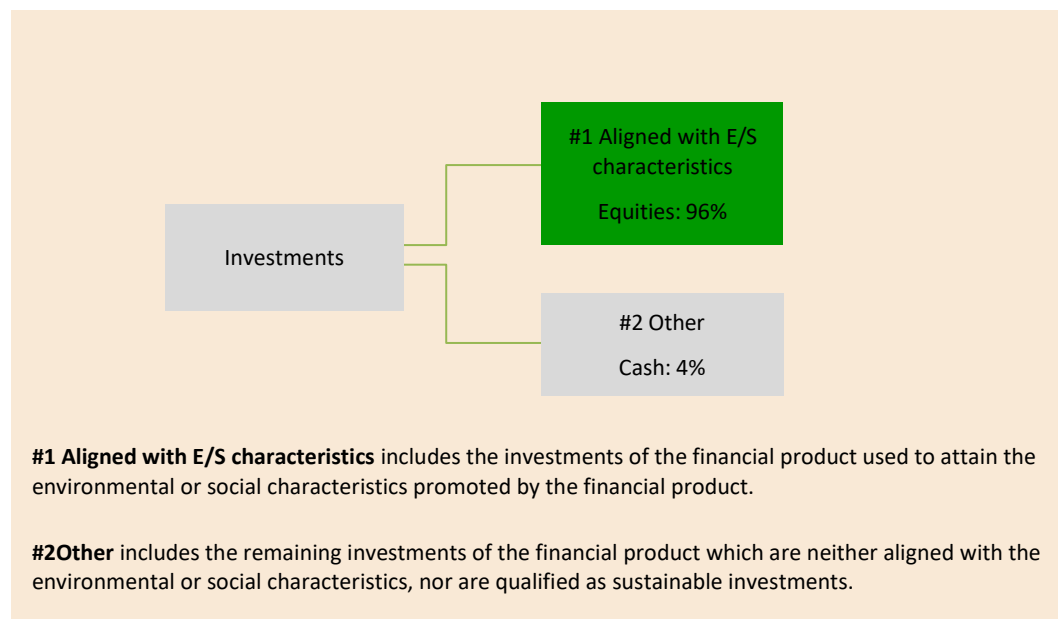 #1 Aligned with E/S
characteristics
Equities: 96%
Investments
#2 Other
Cash: 4%
#1 Aligned with E/S characteristics includes the investments of the financial product used to attain the
environmental or social characteristics promoted by the financial product.
#2Other includes the remaining investments of the financial product which are neither aligned with the
environmental or social characteristics, nor are qualified as sustainable investments.